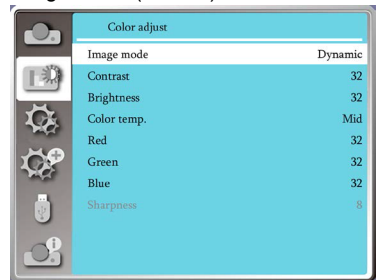 Color adjust
Image mode Dynamic
Contrast 32
Brightness 32
Color temp. Mid
Red 32
Green 32
Blue 32
Sharpness 8